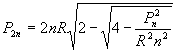 P_{2n} = 2nR\sqrt{2 - \sqrt{4 - \frac{P_n^2}{R^2 n^2}}}